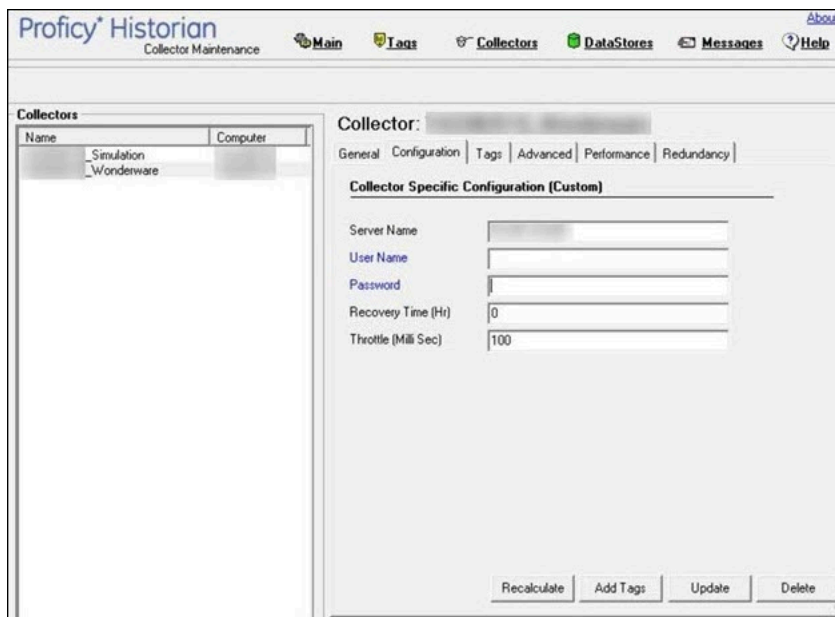 Proficy* Historian
Collector Maintenance
Abou
Main
Tags
Collectors
DataStores
Messages
Help
Collectors
Name
Computer
_Simulation
_Wonderware
Collector:
General
Configuration
Tags
Advanced
Performance
Redundancy
Collector Specific Configuration (Custom)
Server Name
User Name
Password
Recovery Time (Hr)
0
Throttle (Milli Sec)
100
Recalculate
Add Tags
Update
Delete